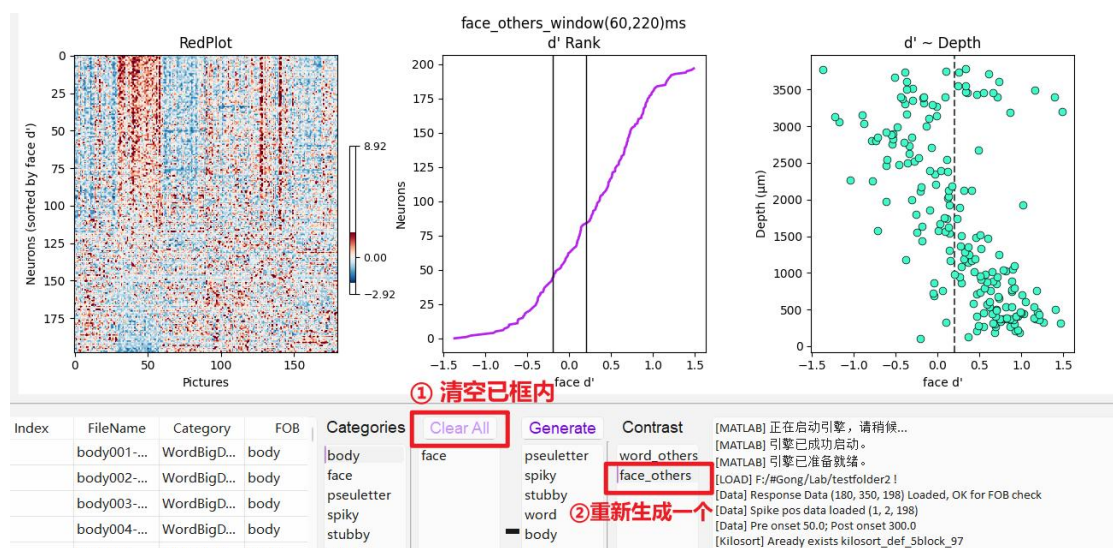 face_others_window(60,220)ms
RedPlot
d' Rank
d' ~ Depth
0
25
50
75
100
125
150
175
Neurons (sorted by face d')
0
50
100
150
Pictures
8.92
0.00
−2.92
200
175
150
125
100
75
50
25
0
Neurons
−1.5
−1.0
−0.5
0.0
0.5
1.0
1.5
face d'
3500
3000
2500
2000
1500
1000
500
0
Depth (μm)
−1.5
−1.0
−0.5
0.0
0.5
1.0
1.5
face d'
① 清空已框内
Index
FileName
Category
FOB
body001-...
WordBigD...
body
body002-...
WordBigD...
body
body003-...
WordBigD...
body
body004-...
WordBigD...
body
Categories
body
face
pseuletter
spiky
stubby
Clear All
face
Generate
pseuletter
spiky
stubby
word
body
Contrast
word_others
face_others
②重新生成一个
[MATLAB] 正在启动引擎，请稍候...
[MATLAB] 引擎已成功启动。
[MATLAB] 引擎已准备就绪。
[LOAD] F:/#Gong/Lab/testfolder2 !
[Data] Response Data (180, 350, 198) Loaded, OK for FOB check
[Data] Spike pos data loaded (1, 2, 198)
[Data] Pre onset 50.0; Post onset 300.0
[Kilosort] Aready exists kilosort_def_5block_97